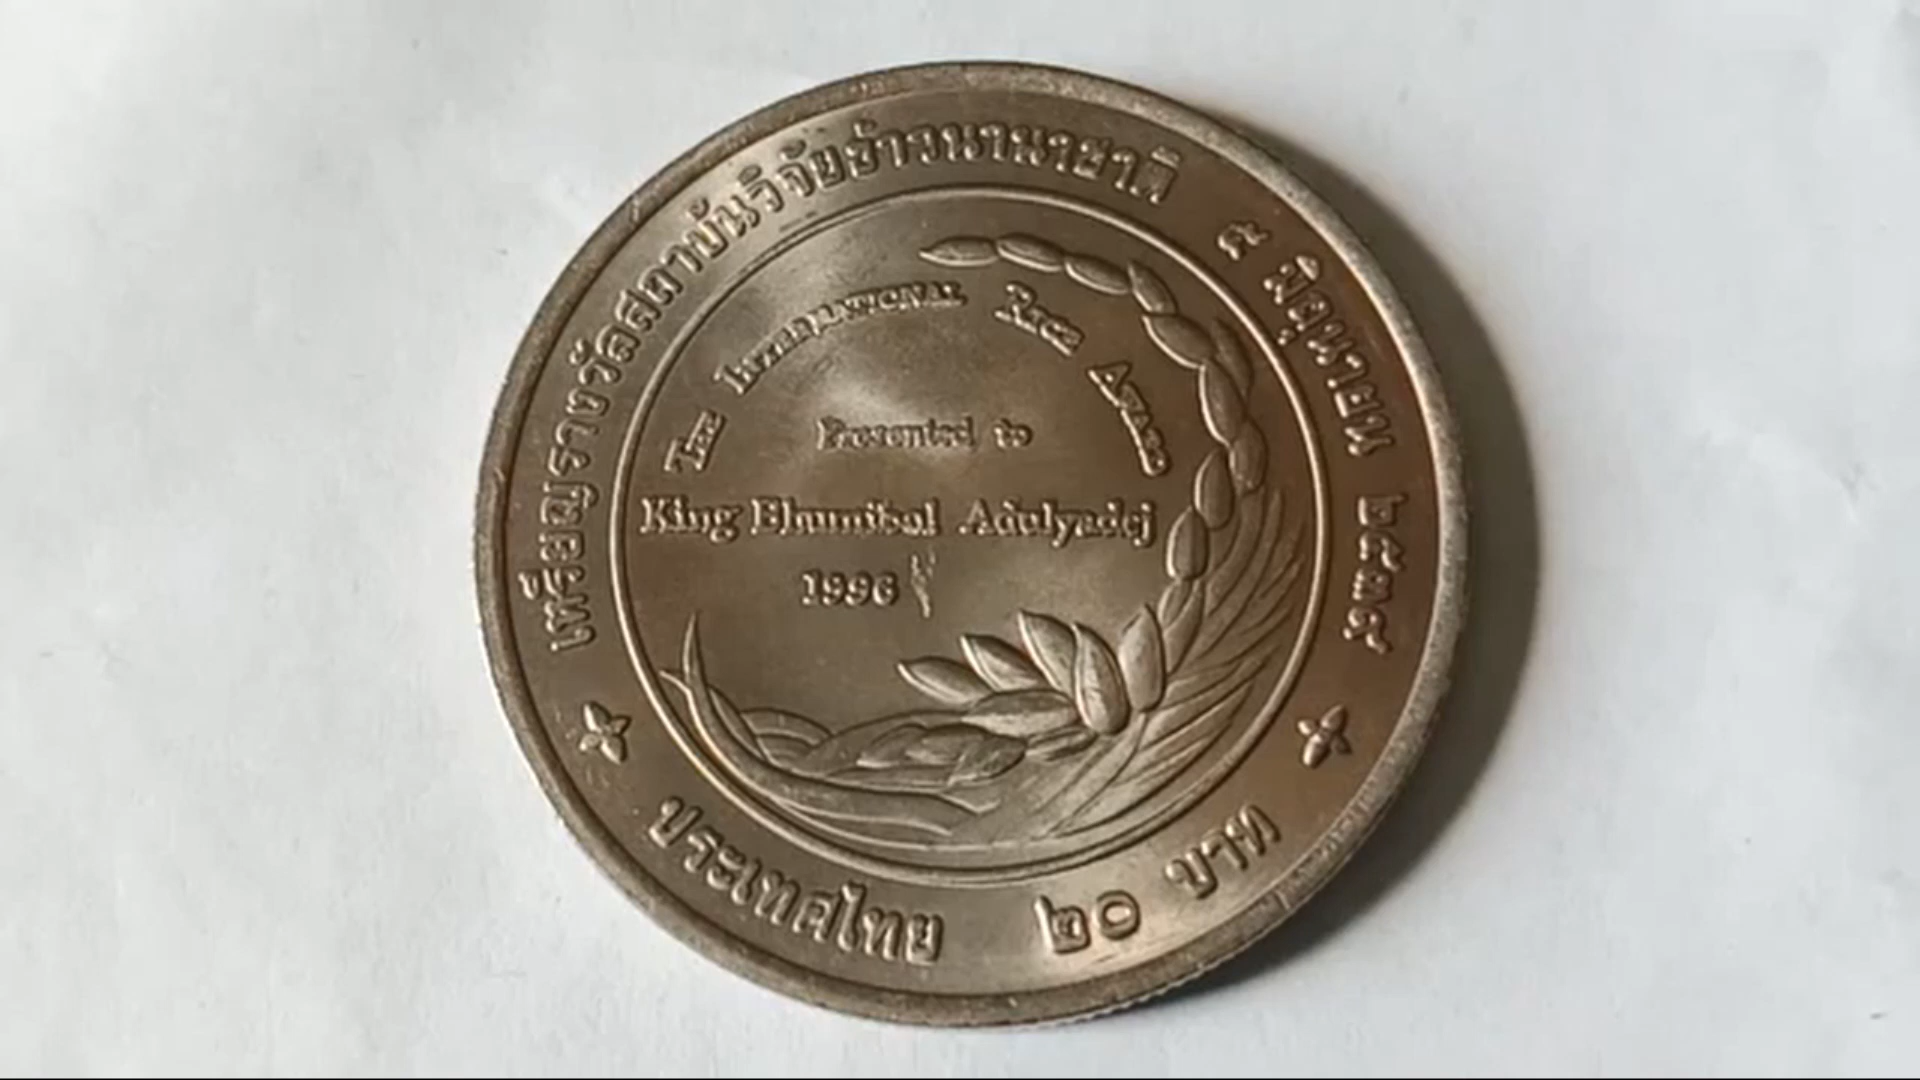 เหรียญรางวัลสถาบันวิจัยข้าวนานาชาติ ๕ มิถุนายน ๒๕๓๙
The International Rice Award
Presented to
King Bhumibol Adulyadej
1996
ประเทศไทย ๒๐ บาท